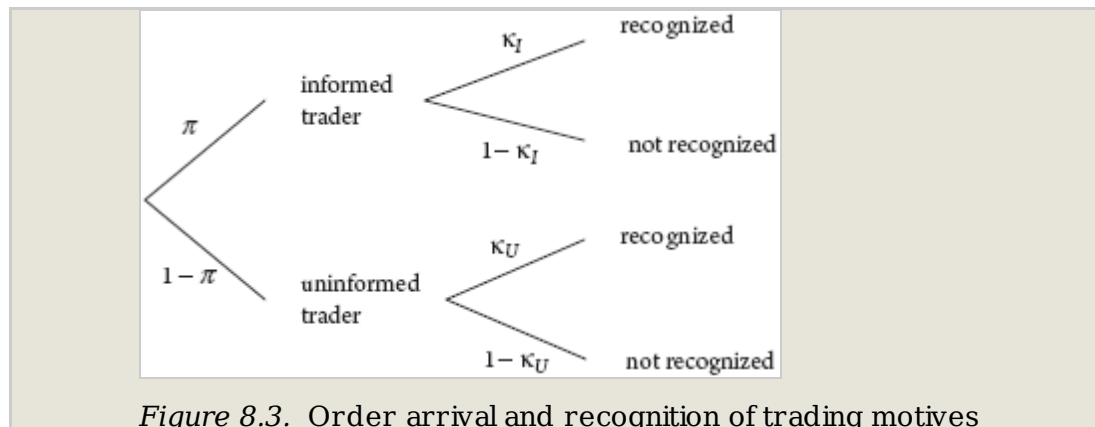 recognized
κI
informed
trader
π
1− κI
not recognized
κU
recognized
1 − π
uninformed
trader
1− κU
not recognized
Figure 8.3. Order arrival and recognition of trading motives